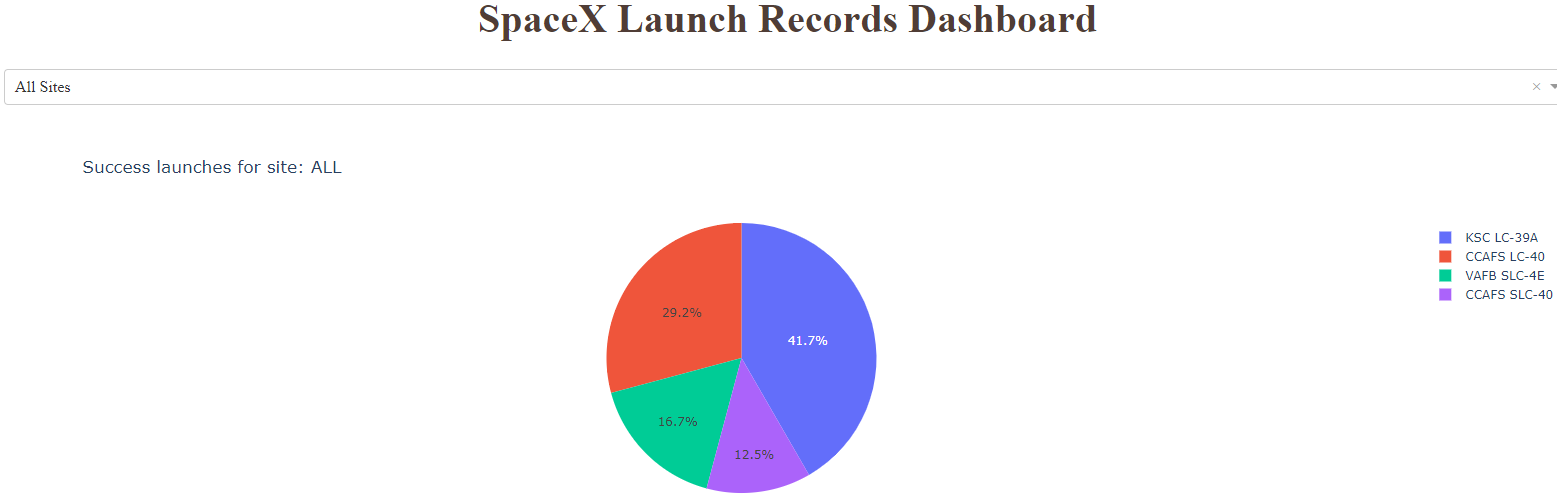 SpaceX Launch Records Dashboard
All Sites ×
Success launches for site: ALL
KSC LC-39A
CCAFS LC-40
VAFB SLC-4E
CCAFS SLC-40
29.2%
41.7%
16.7%
12.5%